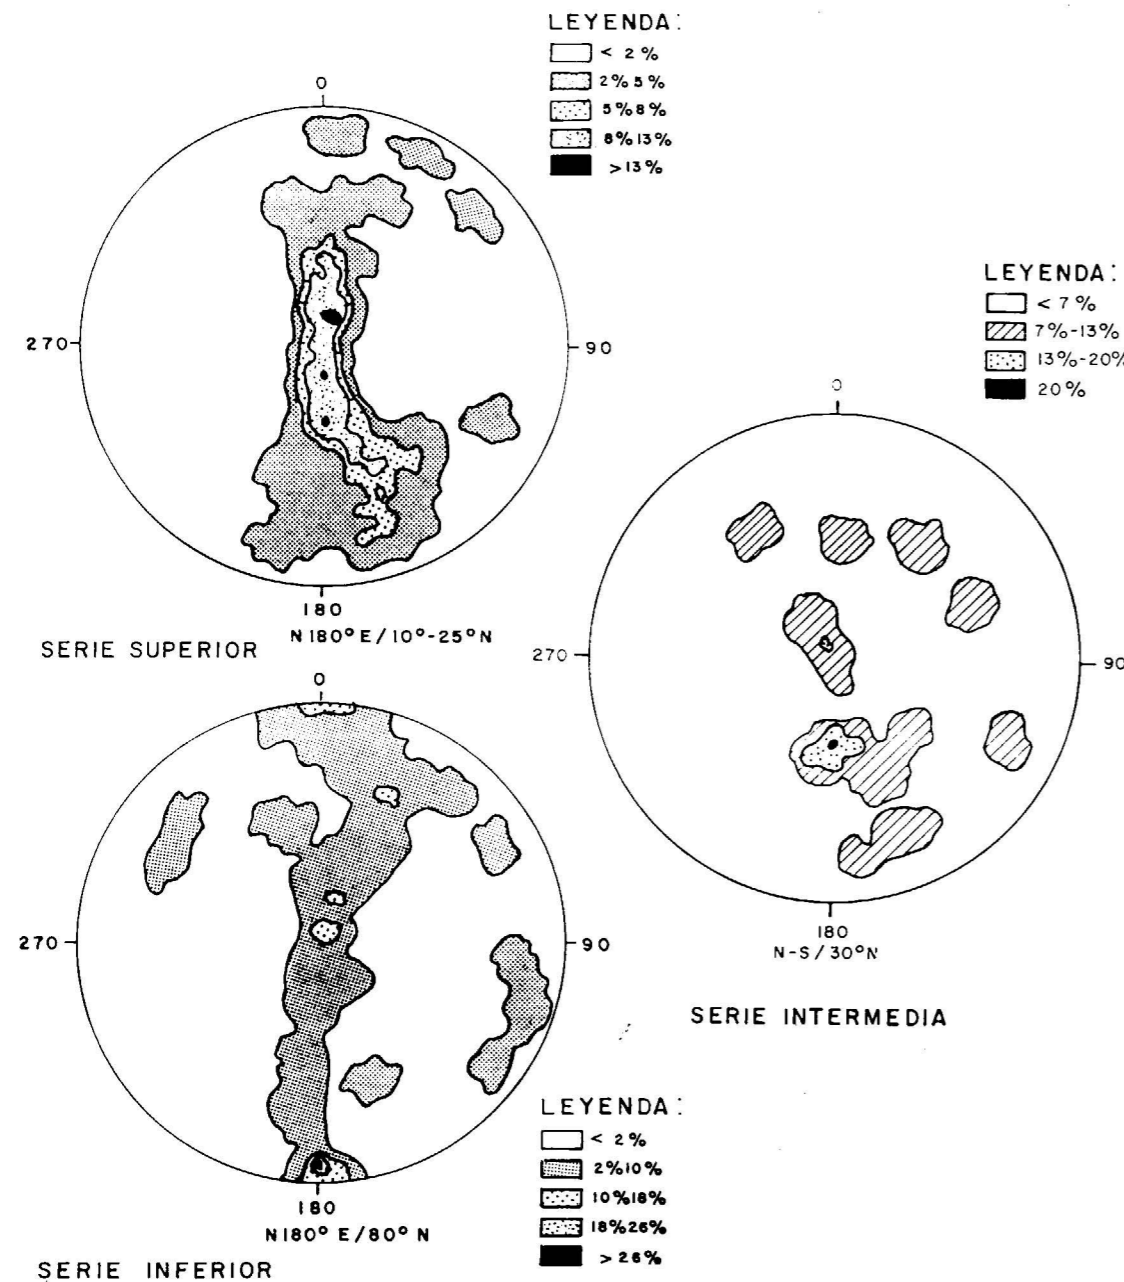 LEYENDA:
< 2 %
2% 5%
5% 8%
8% 13%
> 13%
0
270
90
180
N 180° E / 10°-25° N
SERIE SUPERIOR
LEYENDA:
< 7 %
7%-13%
13%-20%
20%
0
270
90
180
N-S / 30° N
SERIE INTERMEDIA
0
270
90
180
N 180° E / 80° N
SERIE INFERIOR
LEYENDA:
< 2 %
2% 10%
10% 18%
18% 26%
> 26%